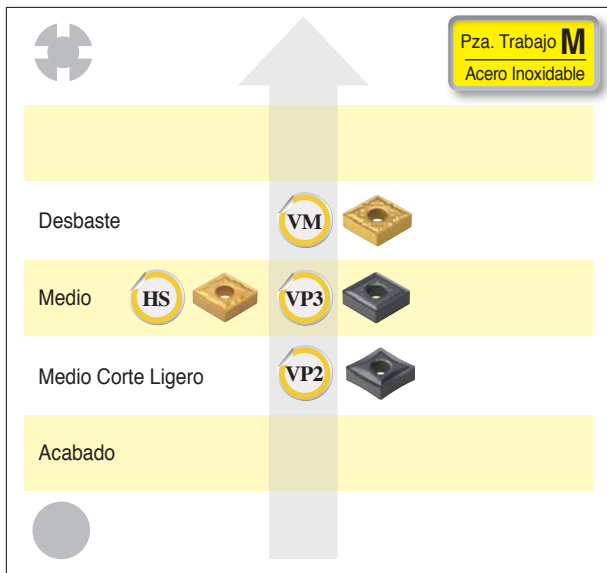 Pza. Trabajo M
Acero Inoxidable
Desbaste VM
Medio HS VP3
Medio Corte Ligero VP2
Acabado